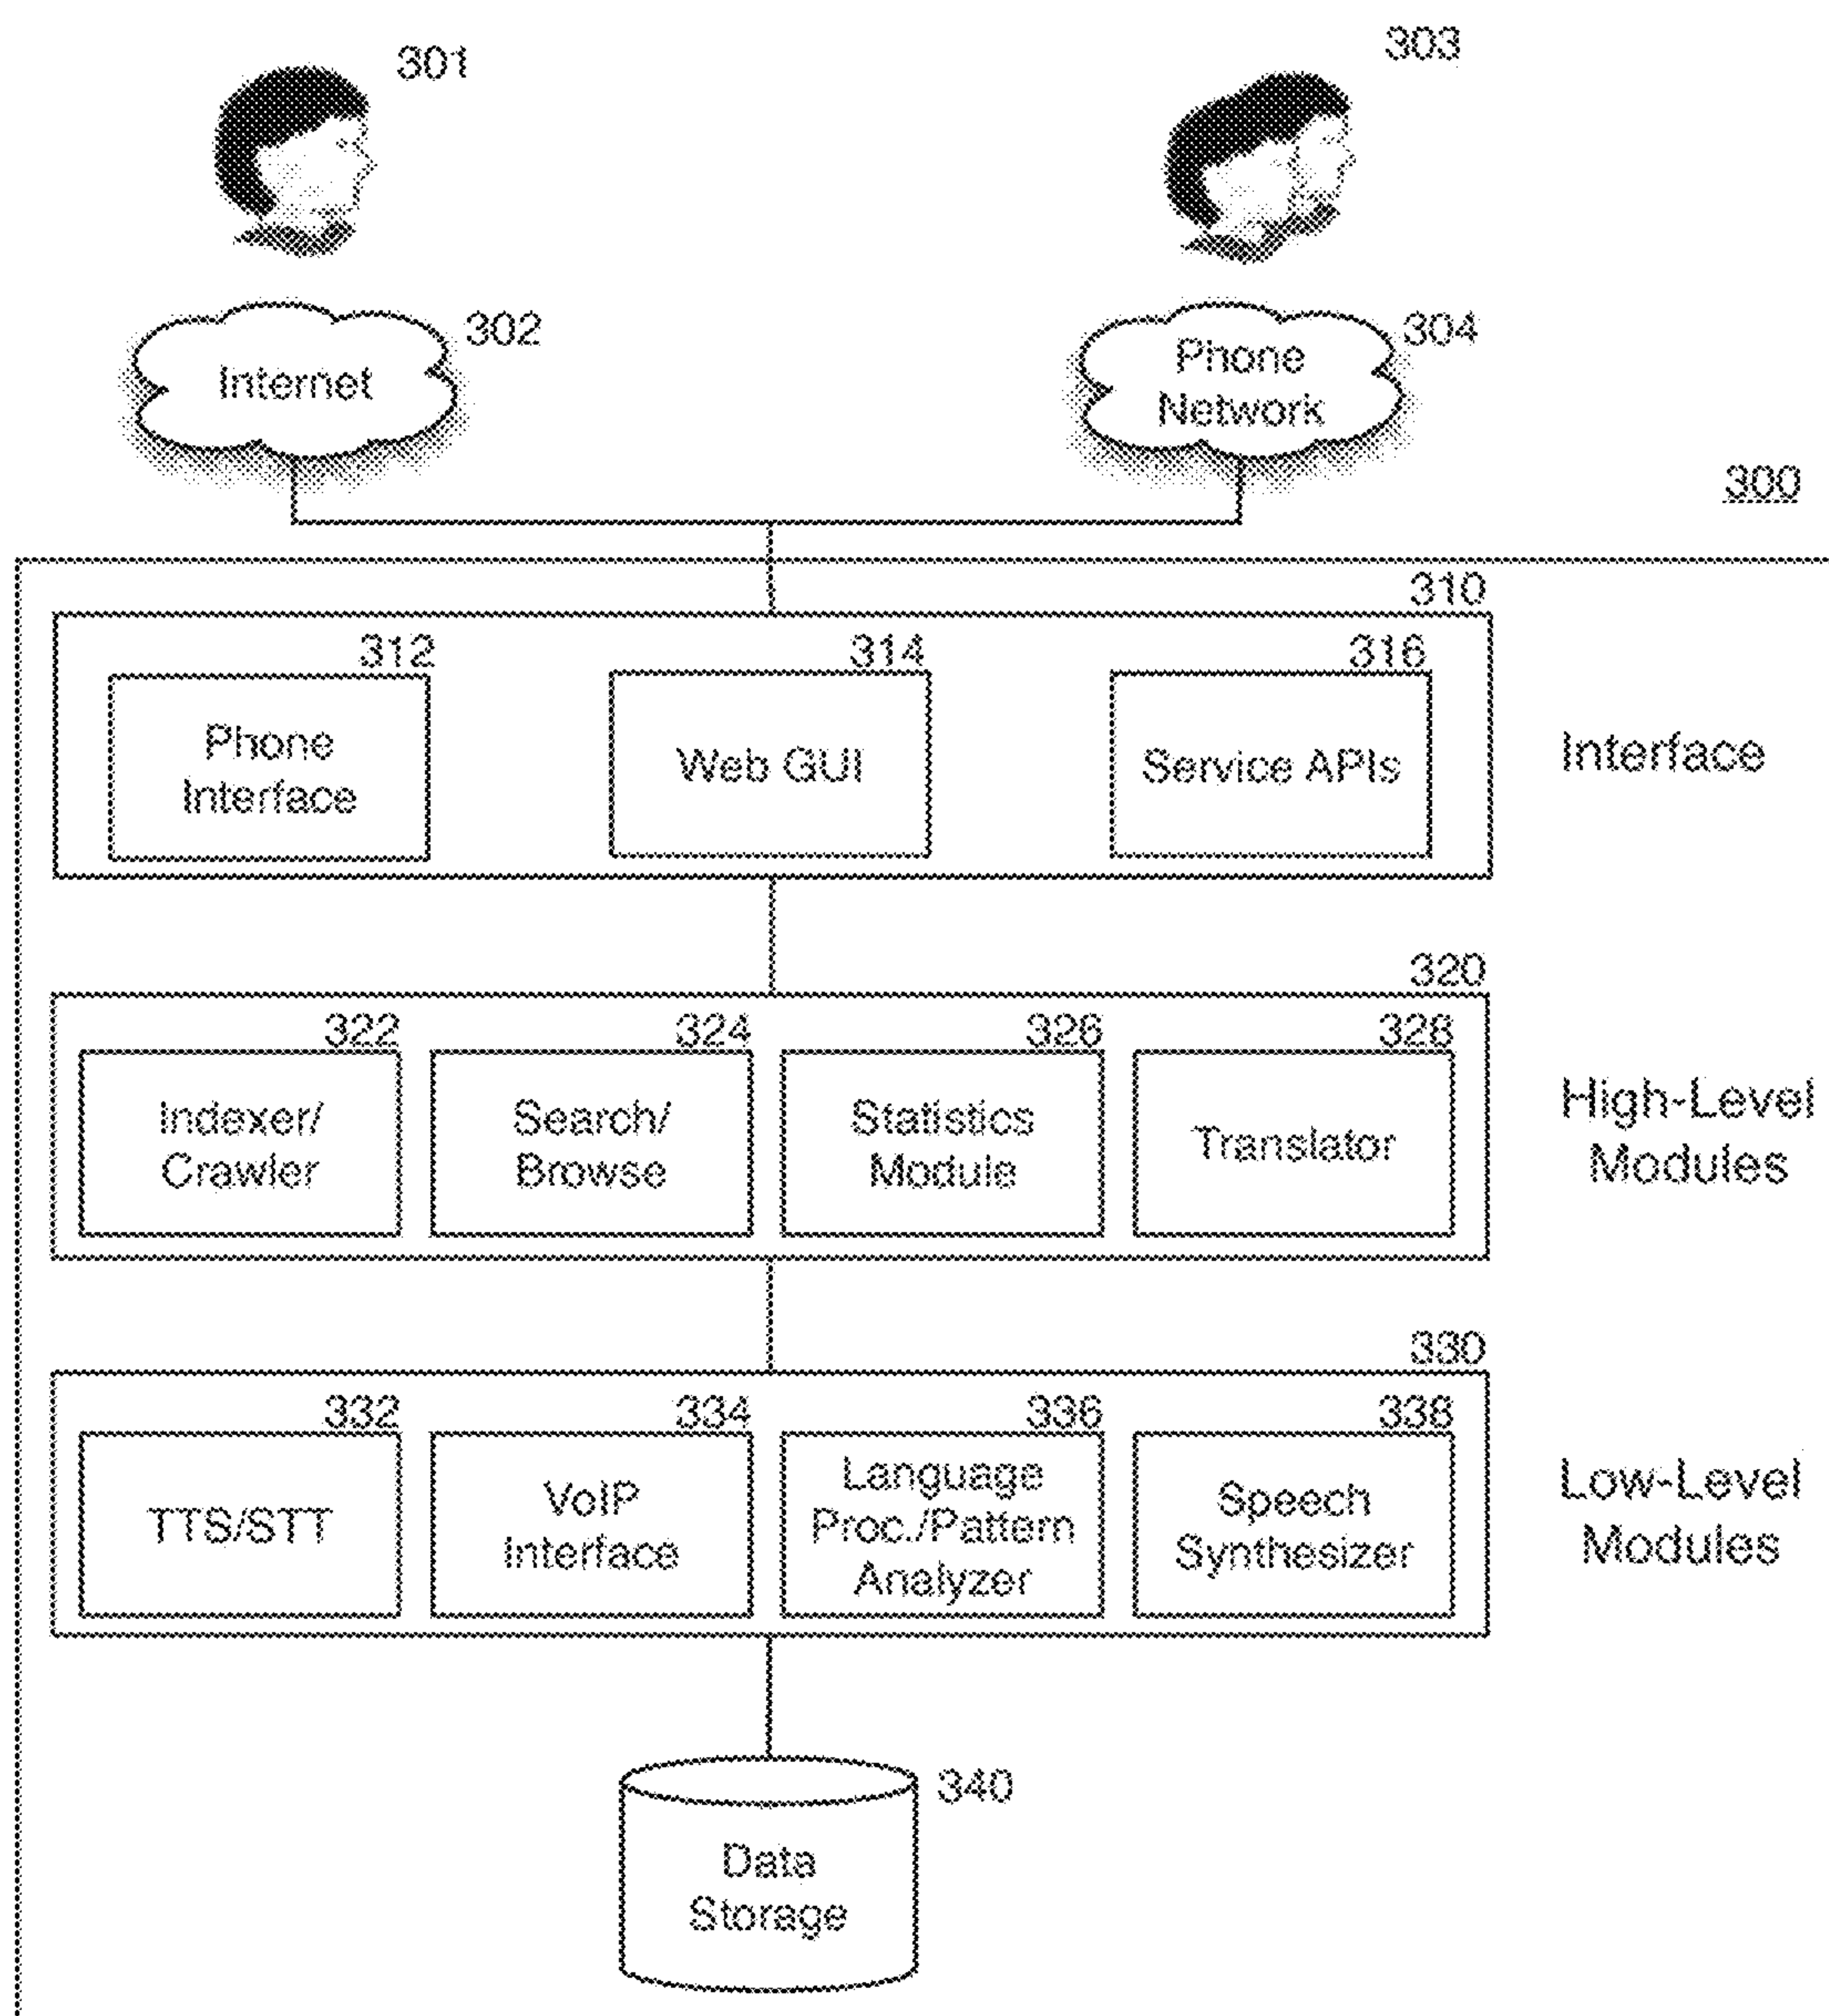 301
303
302
Internet
304
Phone
Network
300
310
312
314
316
Phone
Interface
Web GUI
Service APIs
Interface
320
322
324
326
328
Indexer/
Crawler
Search/
Browse
Statistics
Module
Translator
High-Level
Modules
330
332
334
336
338
TTS/STT
VoIP
Interface
Language
Proc./Pattern
Analyzer
Speech
Synthesizer
Low-Level
Modules
340
Data
Storage